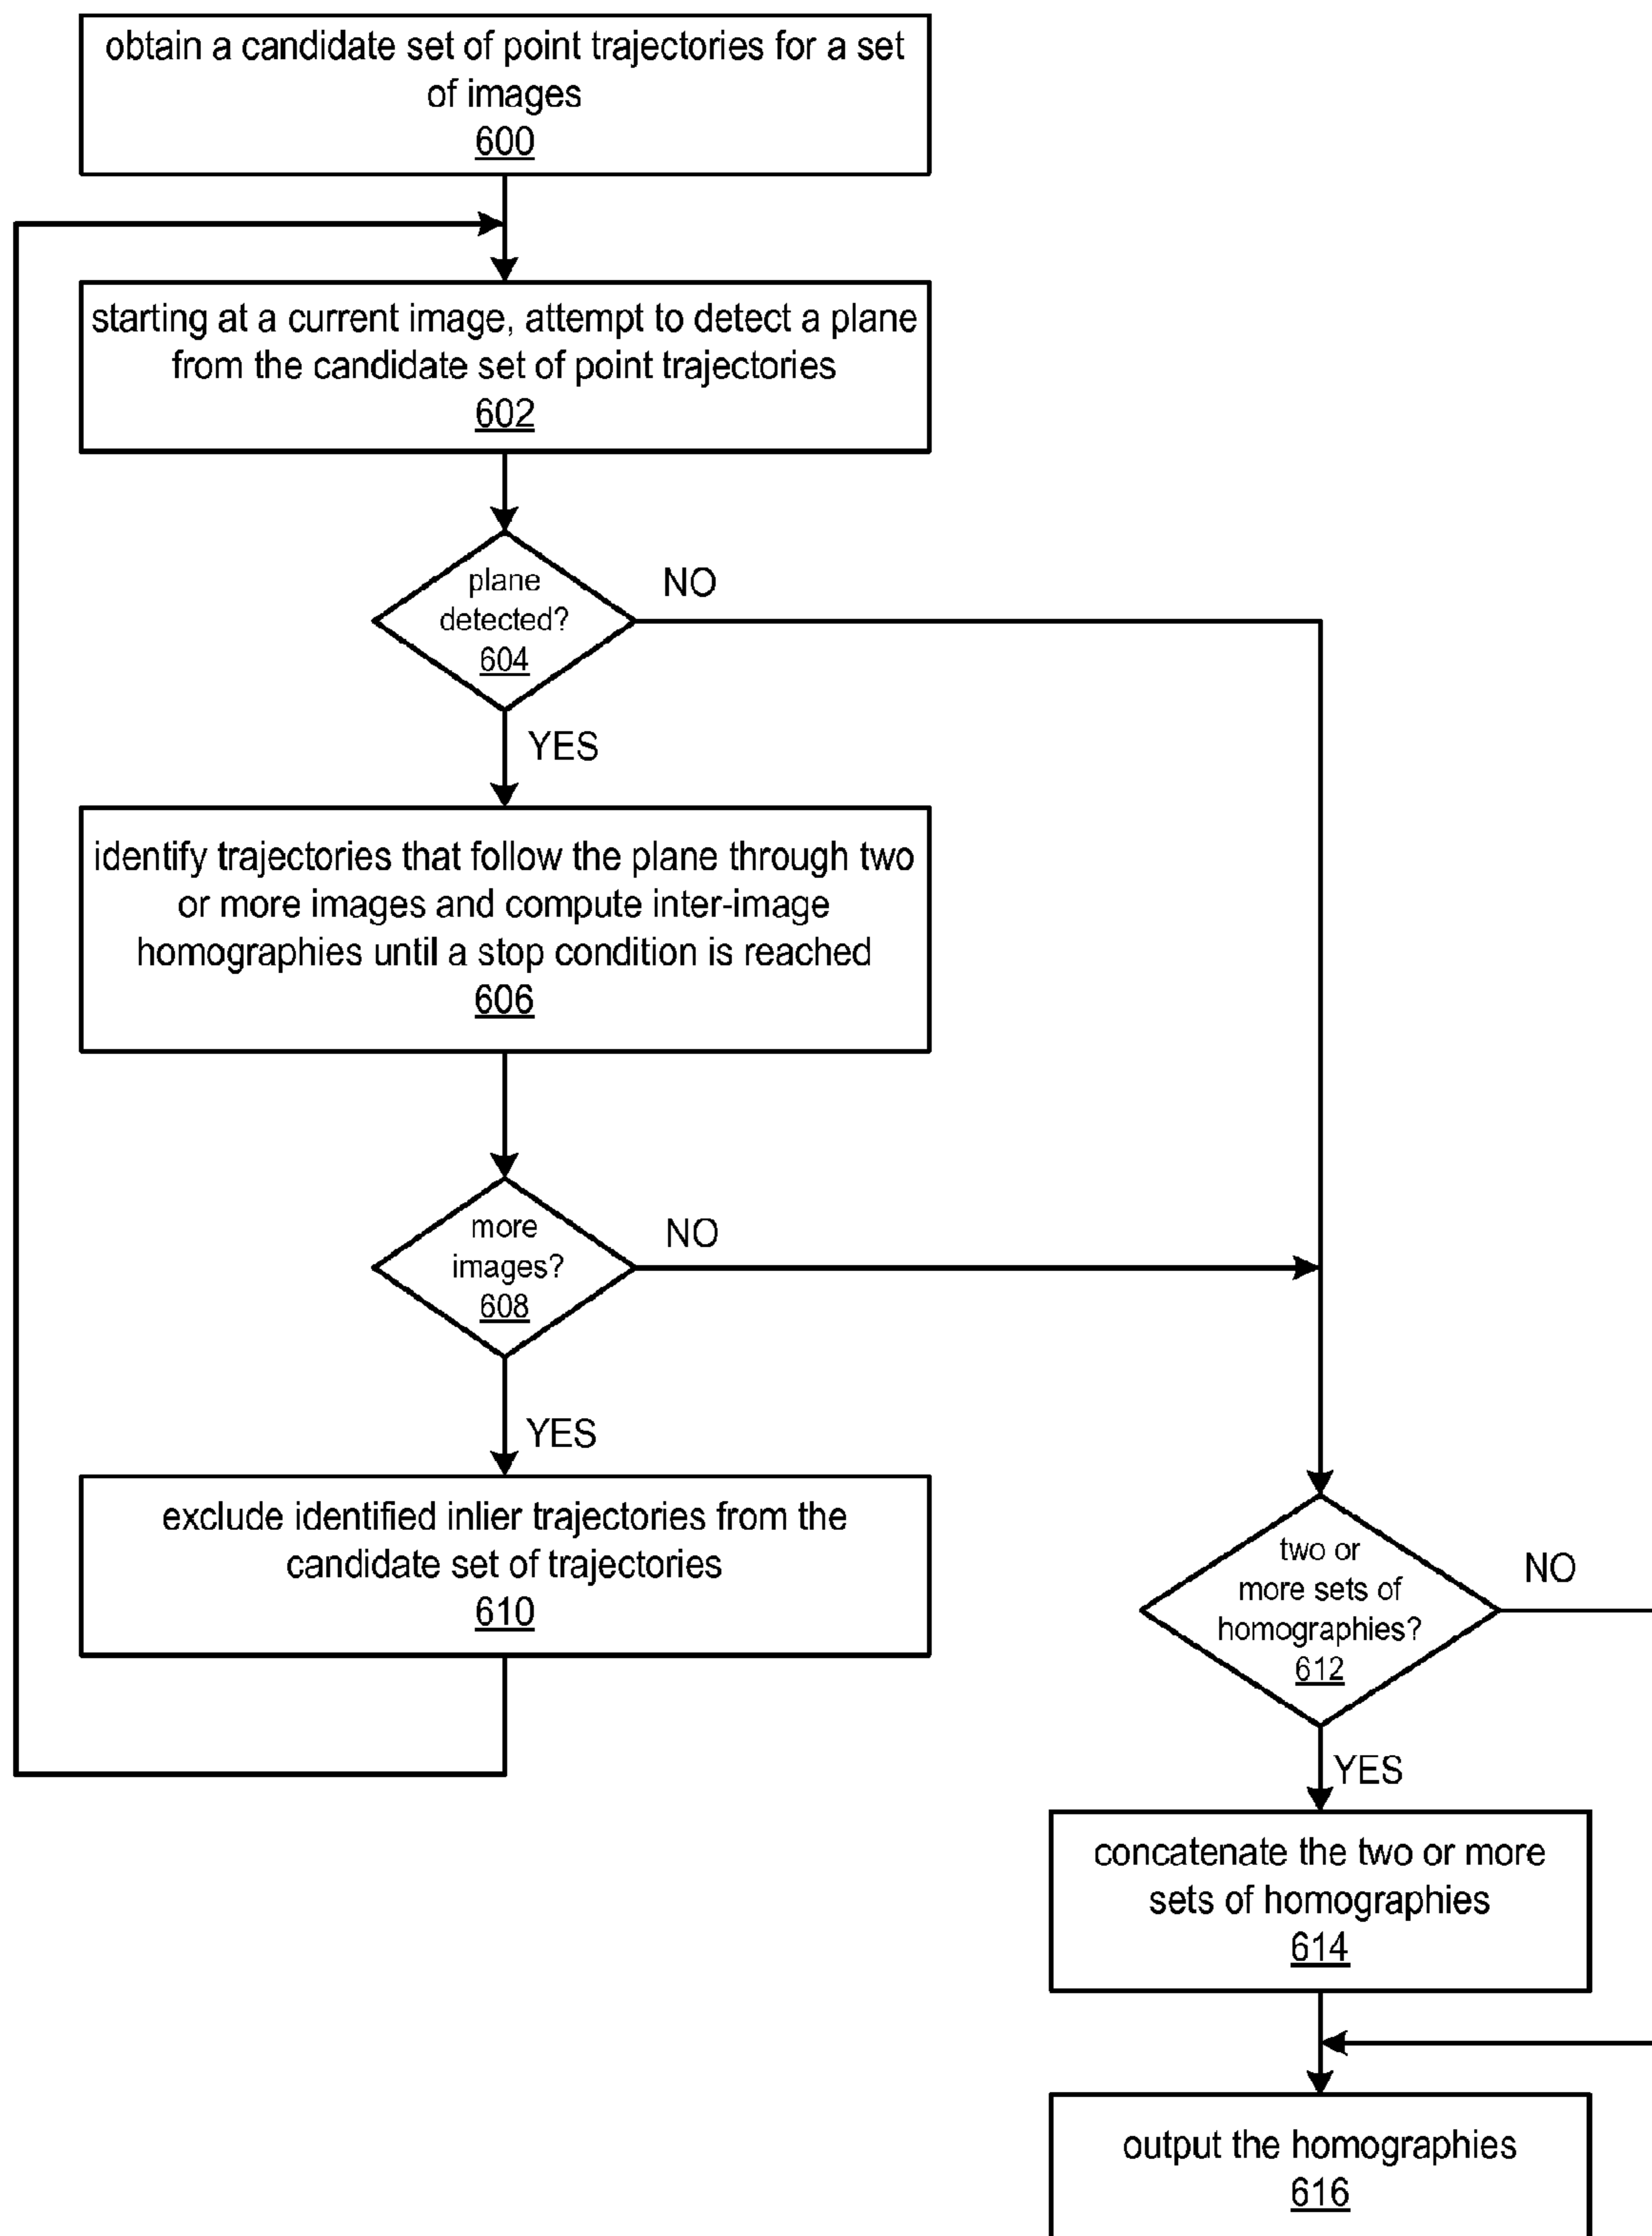 obtain a candidate set of point trajectories for a set
of images
600
starting at a current image, attempt to detect a plane
from the candidate set of point trajectories
602
plane
detected?
604
NO
YES
identify trajectories that follow the plane through two
or more images and compute inter-image
homographies until a stop condition is reached
606
more
images?
608
NO
YES
exclude identified inlier trajectories from the
candidate set of trajectories
610
two or
more sets of
homographies?
612
NO
YES
concatenate the two or more
sets of homographies
614
output the homographies
616